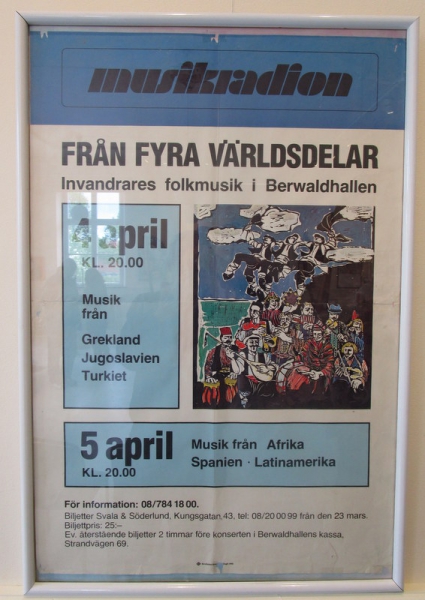 musikradion
FRÅN FYRA VÄRLDSDELAR
Invandrares folkmusik i Berwaldhallen
4 april
KL. 20.00
Musik
från
Grekland
Jugoslavien
Turkiet
5 april
KL. 20.00
Musik från Afrika
Spanien · Latinamerika
För information: 08/784 18 00.
Biljetter Svala & Söderlund, Kungsgatan 43, tel: 08/20 00 99 från den 23 mars.
Biljettpris: 25:–
Ev. återstående biljetter 2 timmar före konserten i Berwaldhallens kassa,
Strandvägen 69.